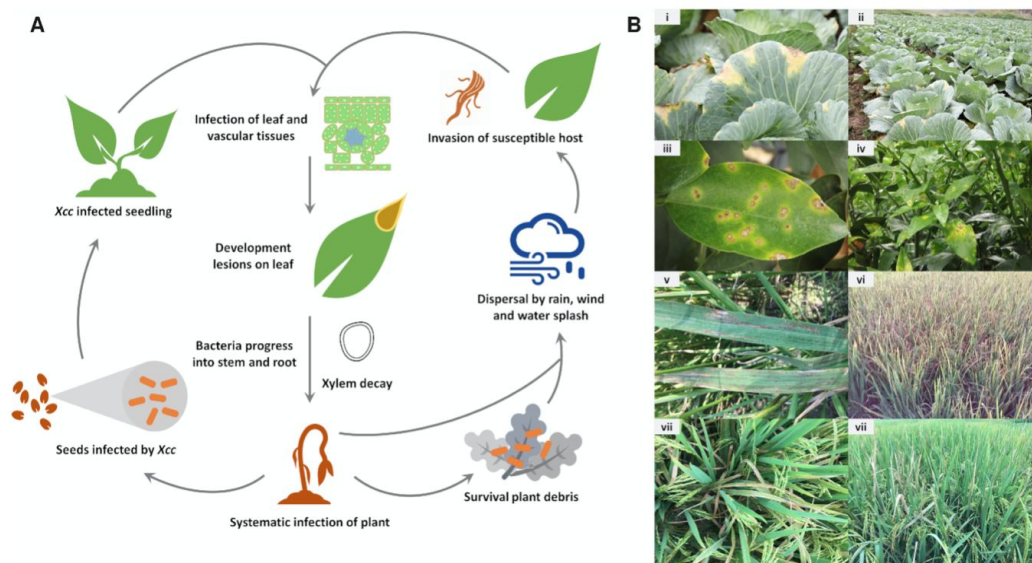 A
Infection of leaf and
vascular tissues
Invasion of susceptible host
Xcc infected seedling
Development
lesions on leaf
Dispersal by rain, wind
and water splash
Bacteria progress
into stem and root
Xylem decay
Seeds infected by Xcc
Survival plant debris
Systematic infection of plant
B
i
ii
iii
iv
v
vi
vii
vii